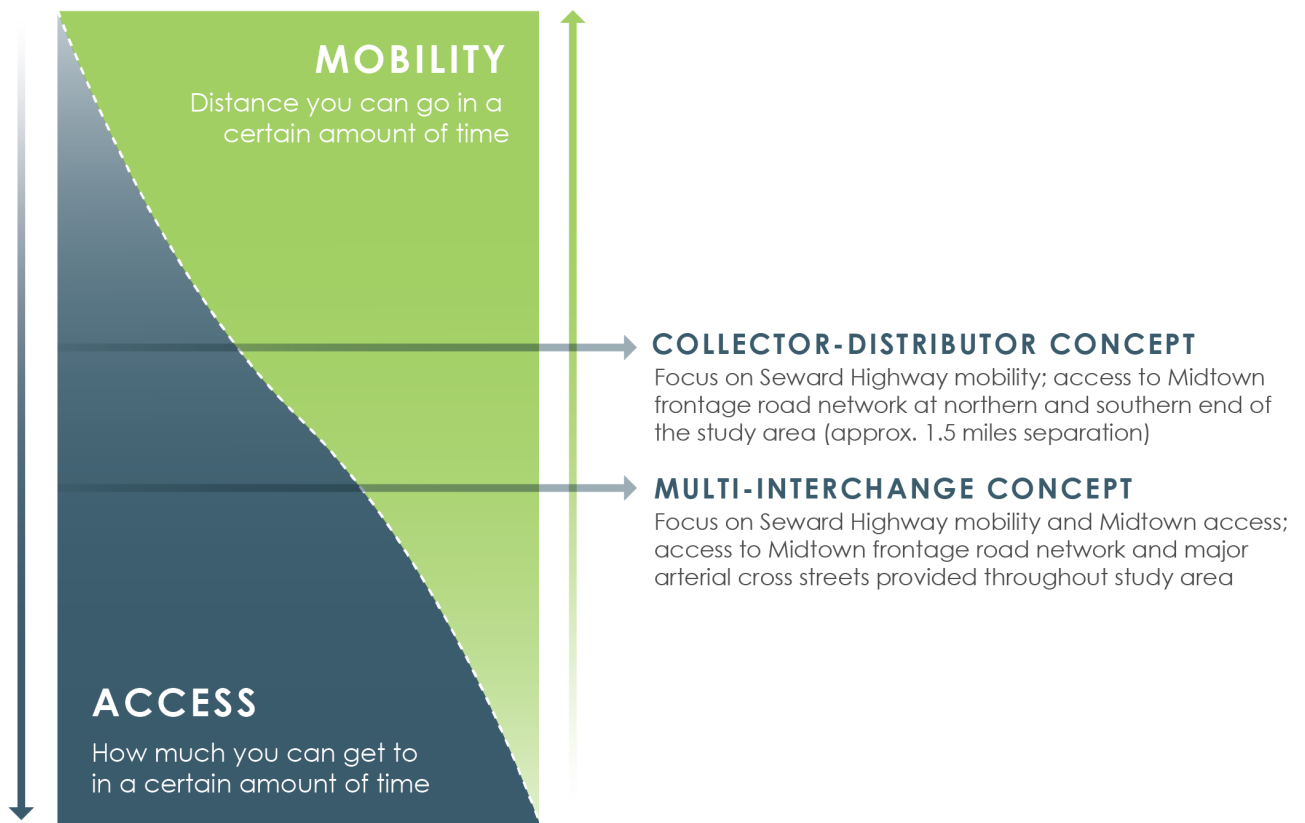 MOBILITY
Distance you can go in a
certain amount of time
COLLECTOR-DISTRIBUTOR CONCEPT
Focus on Seward Highway mobility; access to Midtown
frontage road network at northern and southern end of
the study area (approx. 1.5 miles separation)
MULTI-INTERCHANGE CONCEPT
Focus on Seward Highway mobility and Midtown access;
access to Midtown frontage road network and major
arterial cross streets provided throughout study area
ACCESS
How much you can get to
in a certain amount of time